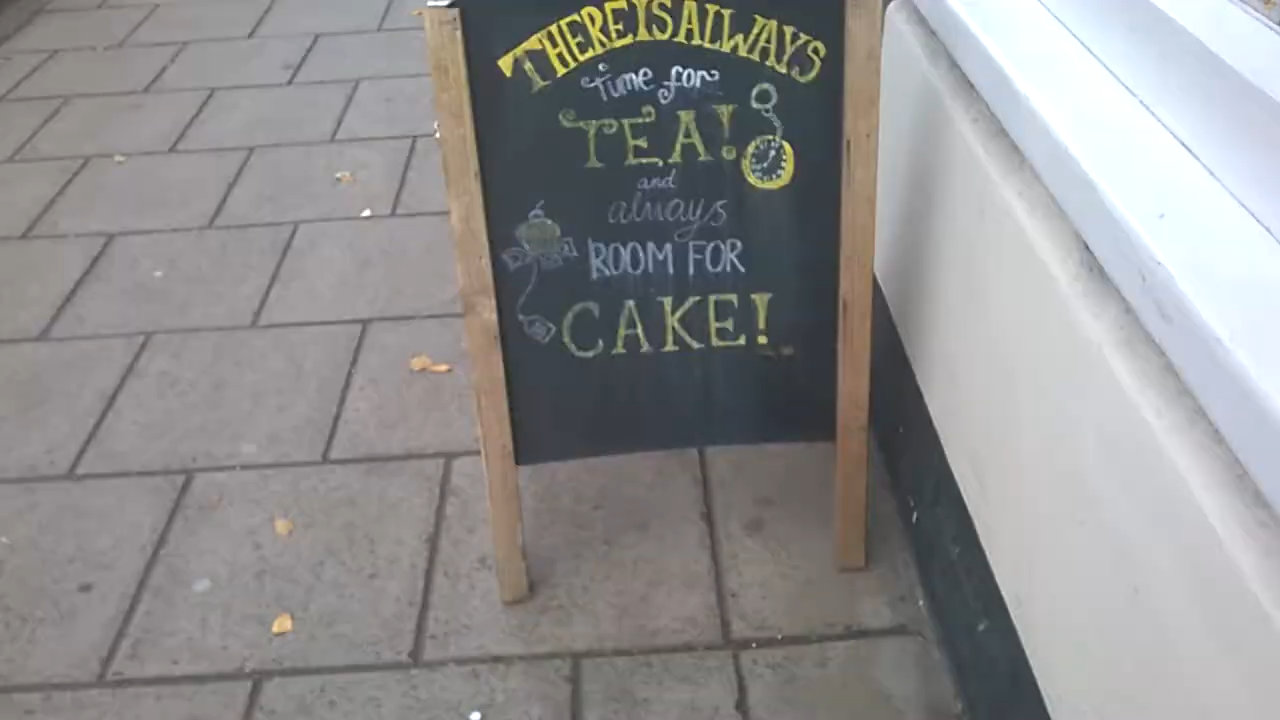 THERE IS ALWAYS
time for
TEA!
and
always
ROOM FOR
CAKE!